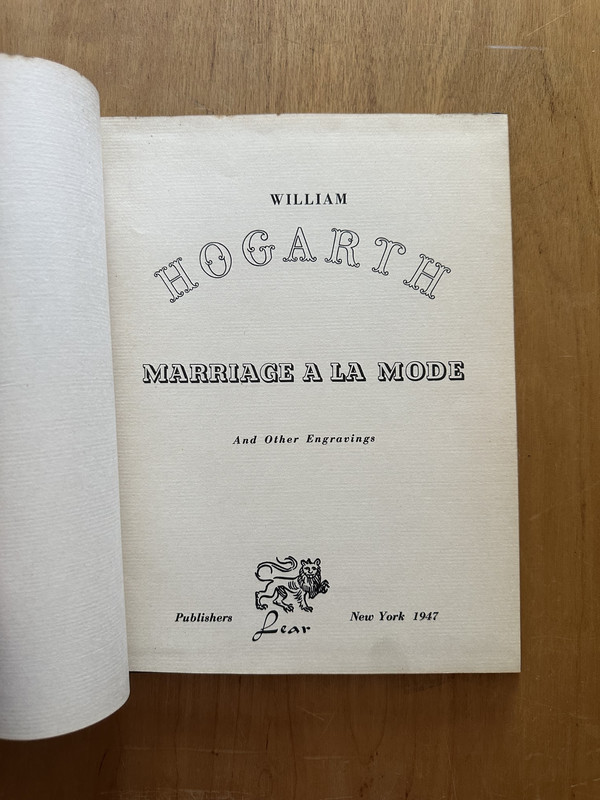 WILLIAM
HOGARTH
MARRIAGE A LA MODE
And Other Engravings
Publishers Lear New York 1947